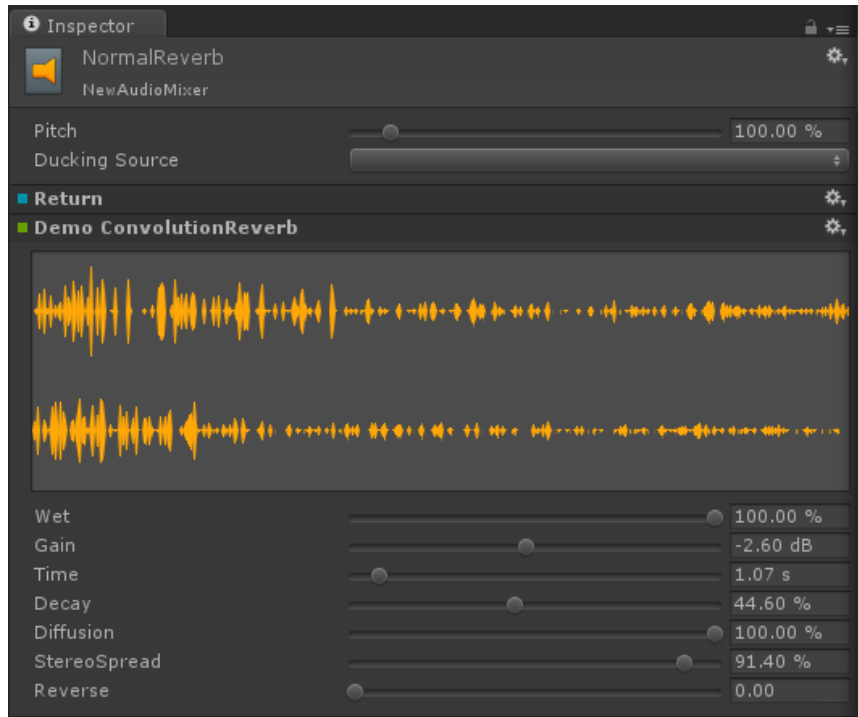 Inspector
NormalReverb
NewAudioMixer
Pitch 100.00 %
Ducking Source
Return
Demo ConvolutionReverb
Wet 100.00 %
Gain -2.60 dB
Time 1.07 s
Decay 44.60 %
Diffusion 100.00 %
StereoSpread 91.40 %
Reverse 0.00